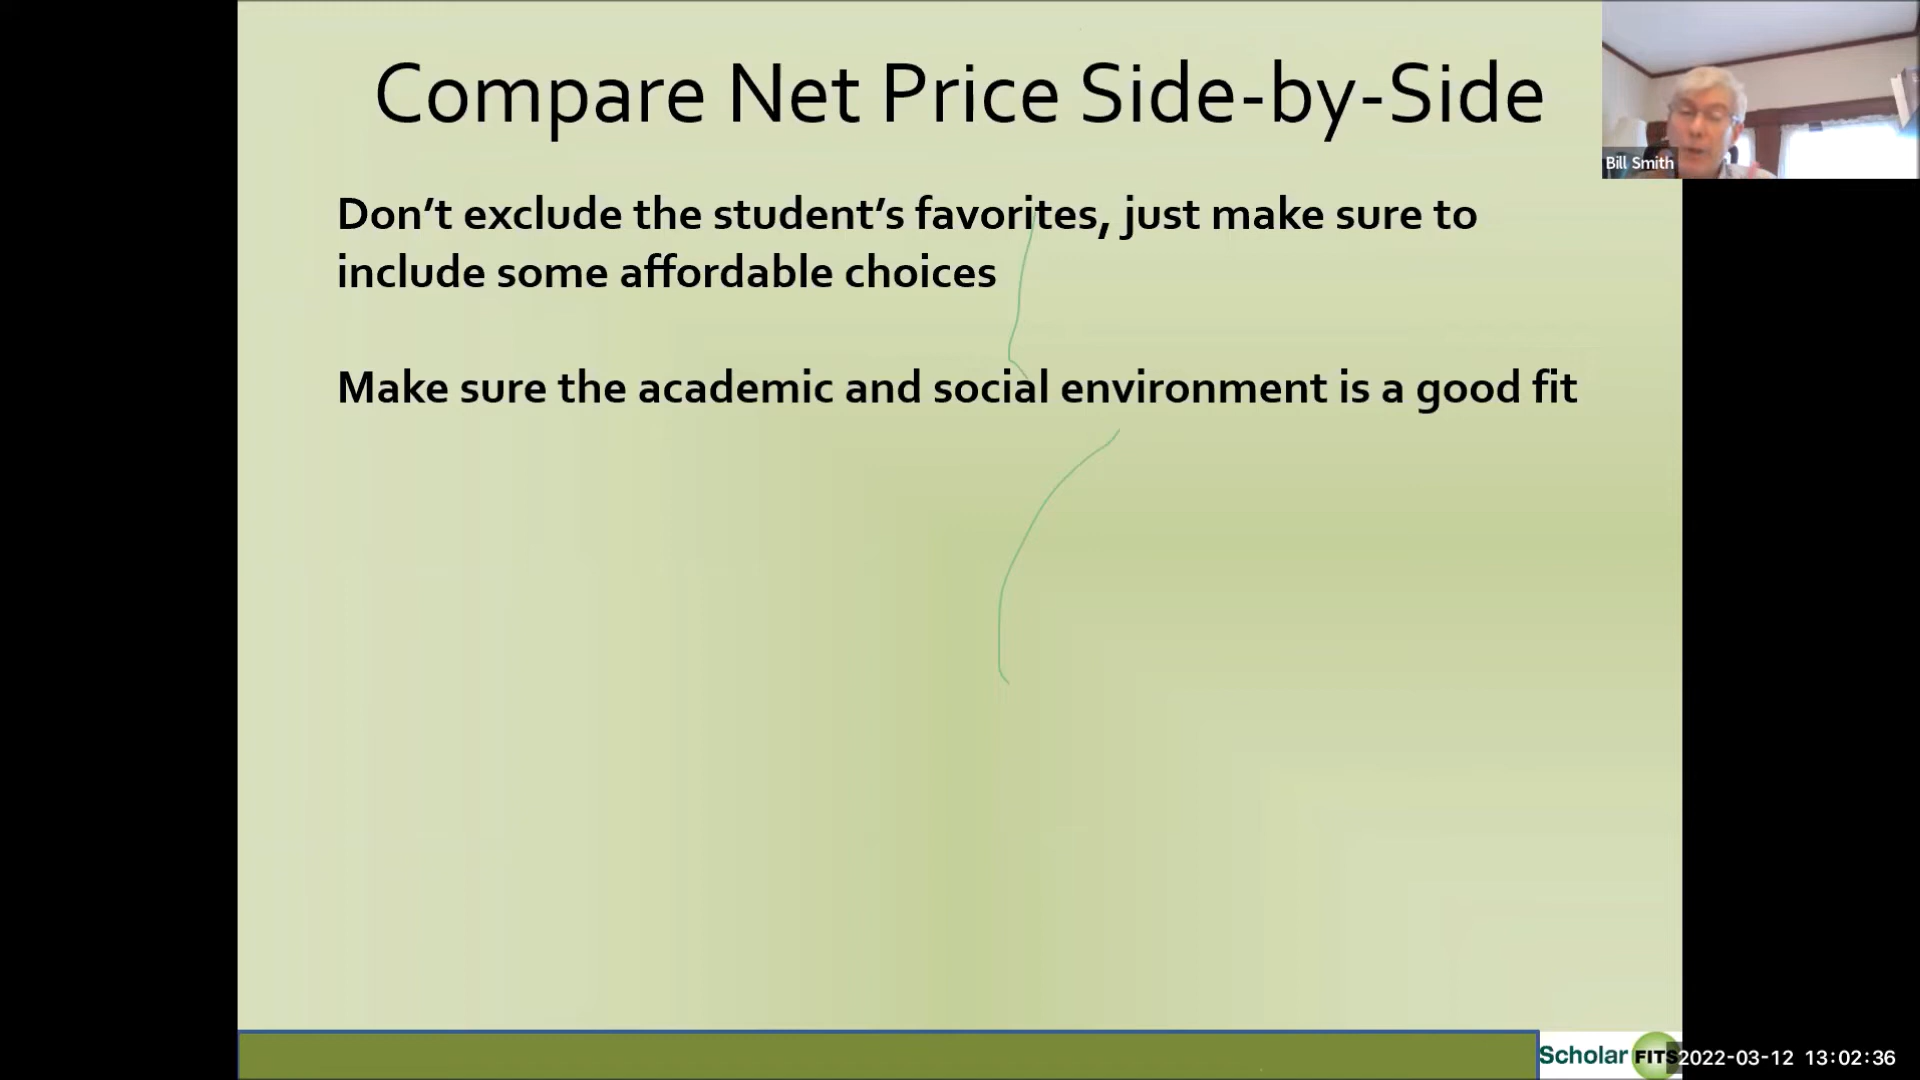 Compare Net Price Side-by-Side
Bill Smith
Don’t exclude the student’s favorites, just make sure to
include some affordable choices
Make sure the academic and social environment is a good fit
Scholar FITS
2022-03-12 13:02:36